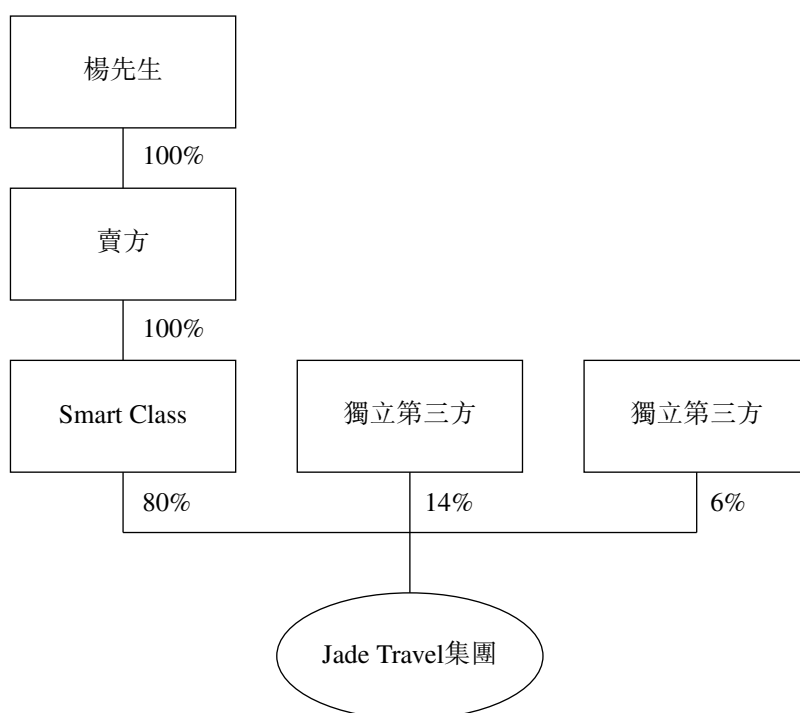 楊先生
100%
賣方
100%
Smart Class
獨立第三方
獨立第三方
80%
14%
6%
Jade Travel集團